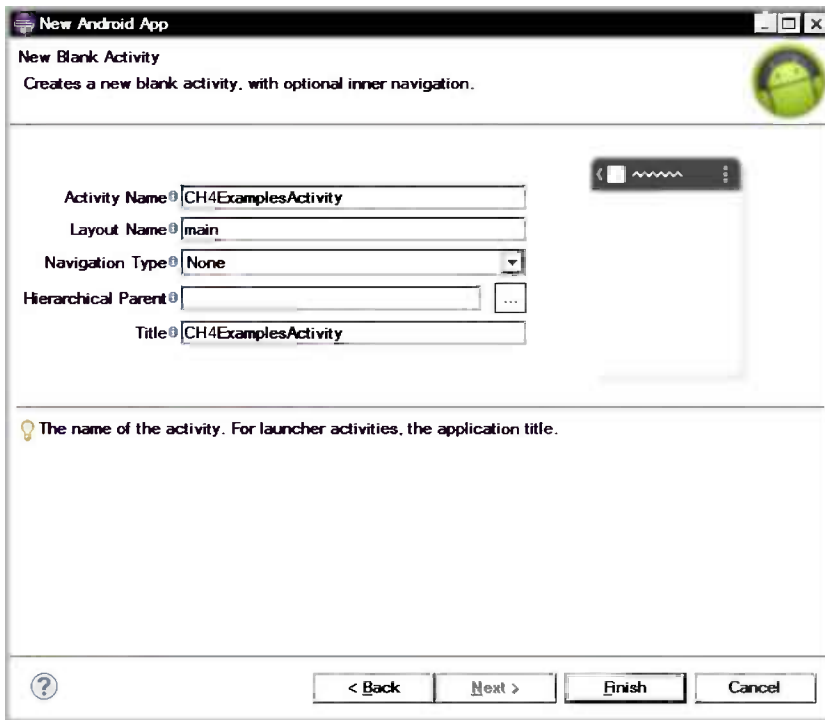 New Android App
New Blank Activity
Creates a new blank activity, with optional inner navigation.
Activity Name CH4ExamplesActivity
Layout Name main
Navigation Type None
Hierarchical Parent ...
Title CH4ExamplesActivity
The name of the activity. For launcher activities, the application title.
? < Back Next > Finish Cancel